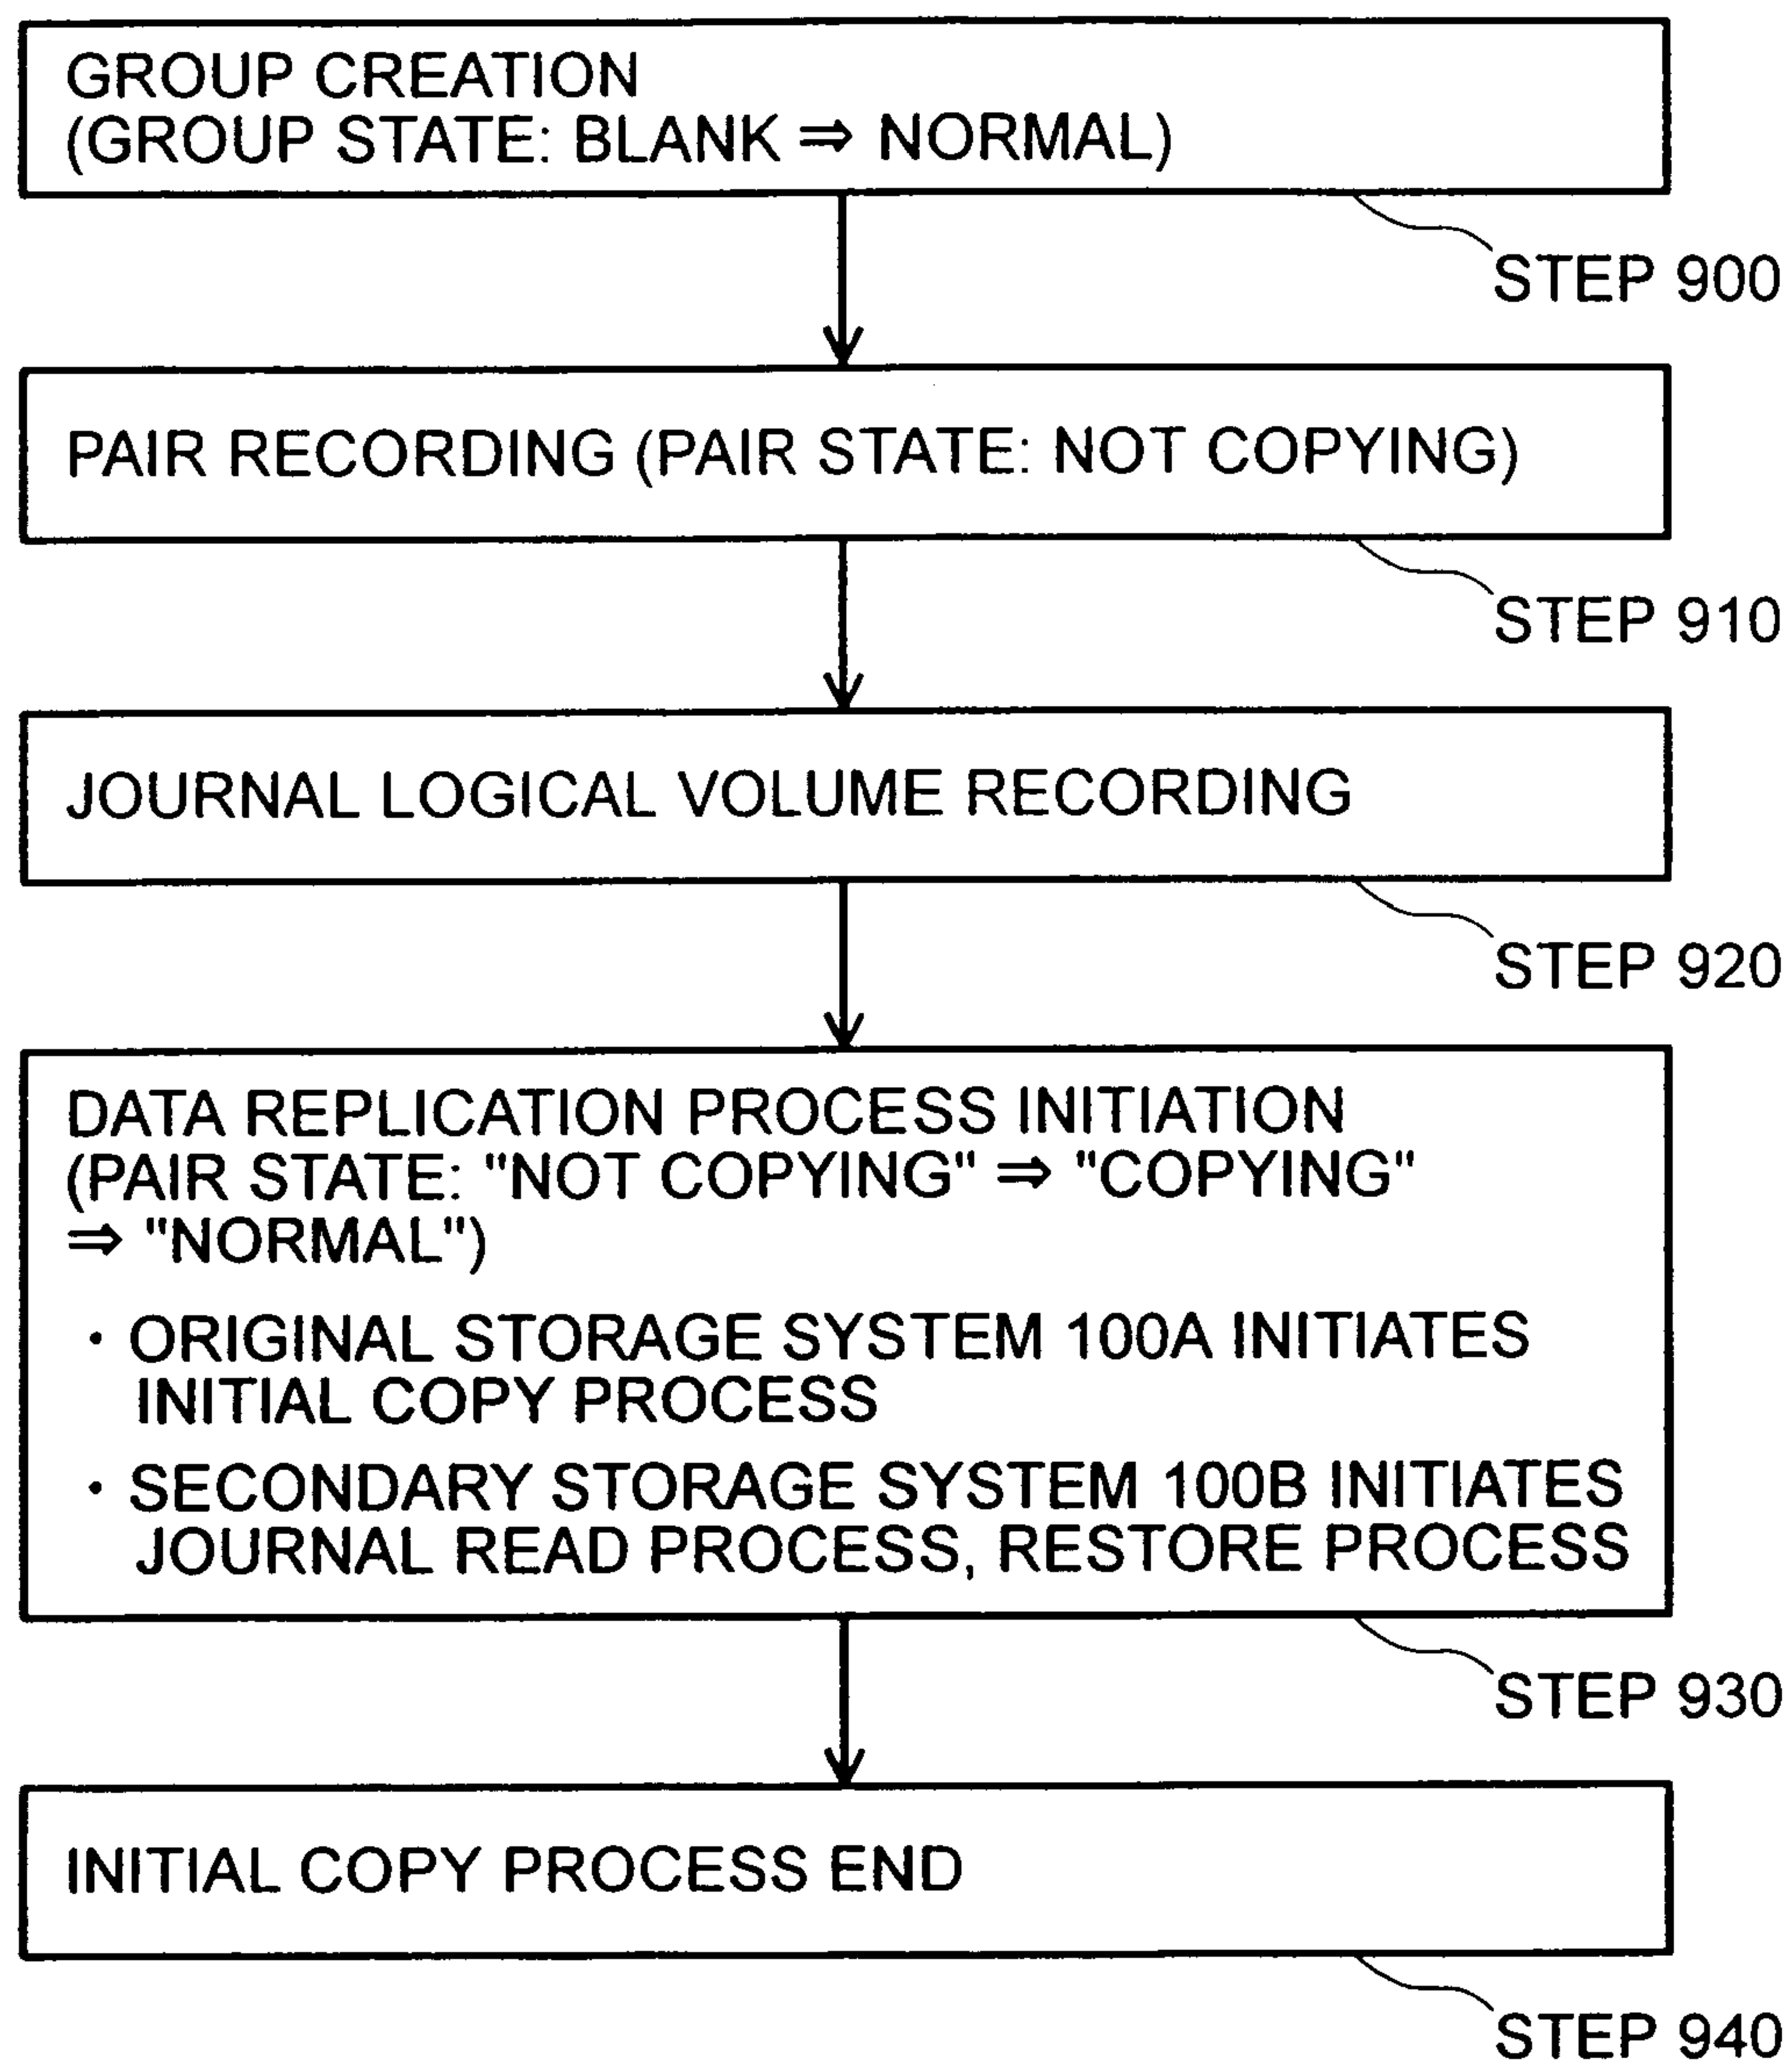 GROUP CREATION
(GROUP STATE: BLANK ⇒ NORMAL)
STEP 900
PAIR RECORDING (PAIR STATE: NOT COPYING)
STEP 910
JOURNAL LOGICAL VOLUME RECORDING
STEP 920
DATA REPLICATION PROCESS INITIATION
(PAIR STATE: "NOT COPYING" ⇒ "COPYING"
⇒ "NORMAL")
· ORIGINAL STORAGE SYSTEM 100A INITIATES
INITIAL COPY PROCESS
· SECONDARY STORAGE SYSTEM 100B INITIATES
JOURNAL READ PROCESS, RESTORE PROCESS
STEP 930
INITIAL COPY PROCESS END
STEP 940